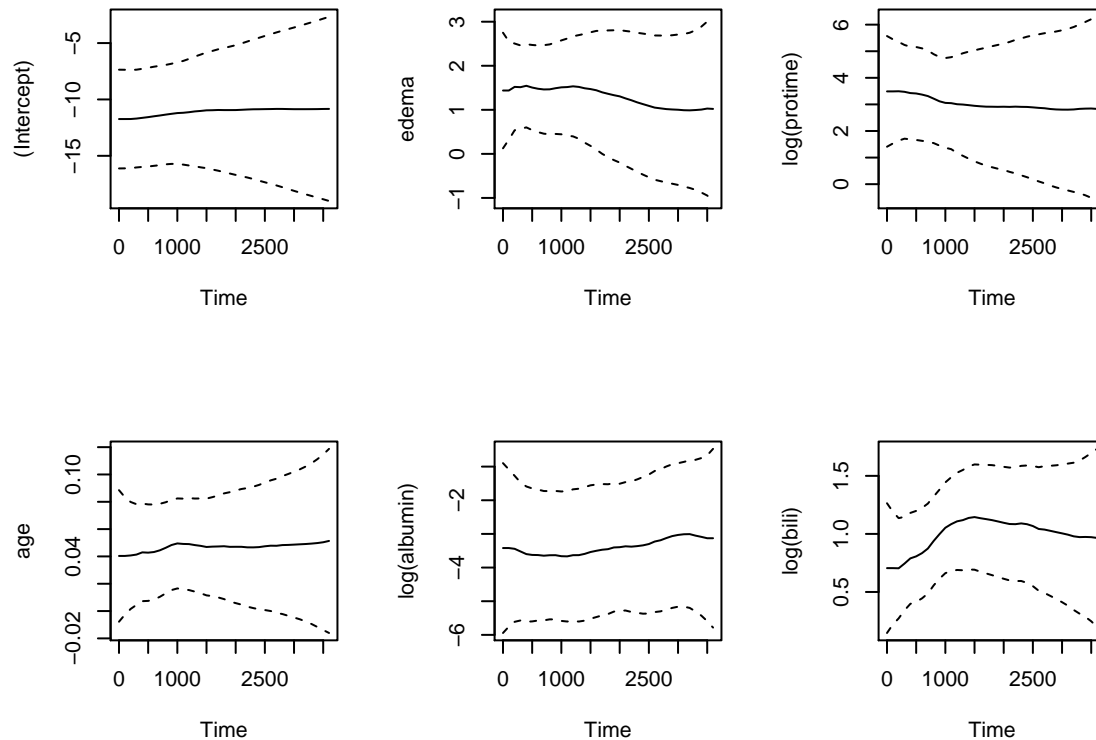 (Intercept)
−5
−10
−15
0 1000 2500
Time
edema
3
2
1
0
−1
0 1000 2500
Time
log(protime)
6
4
2
0
0 1000 2500
Time
age
0.10
0.04
−0.02
0 1000 2500
Time
log(albumin)
−2
−4
−6
0 1000 2500
Time
log(bili)
1.5
1.0
0.5
0 1000 2500
Time